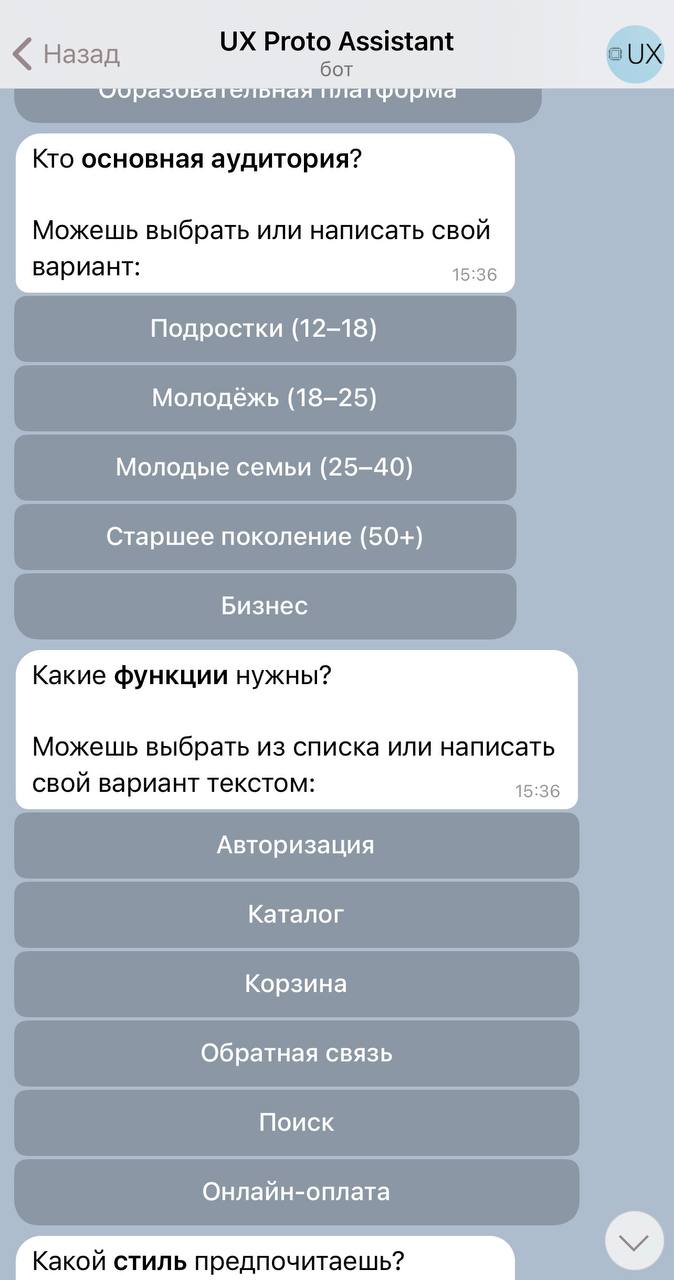 Назад
UX Proto Assistant
бот
UX
Образовательная платформа
Кто основная аудитория?
Можешь выбрать или написать свой
вариант:
15:36
Подростки (12–18)
Молодёжь (18–25)
Молодые семьи (25–40)
Старшее поколение (50+)
Бизнес
Какие функции нужны?
Можешь выбрать из списка или написать
свой вариант текстом:
15:36
Авторизация
Каталог
Корзина
Обратная связь
Поиск
Онлайн-оплата
Какой стиль предпочитаешь?